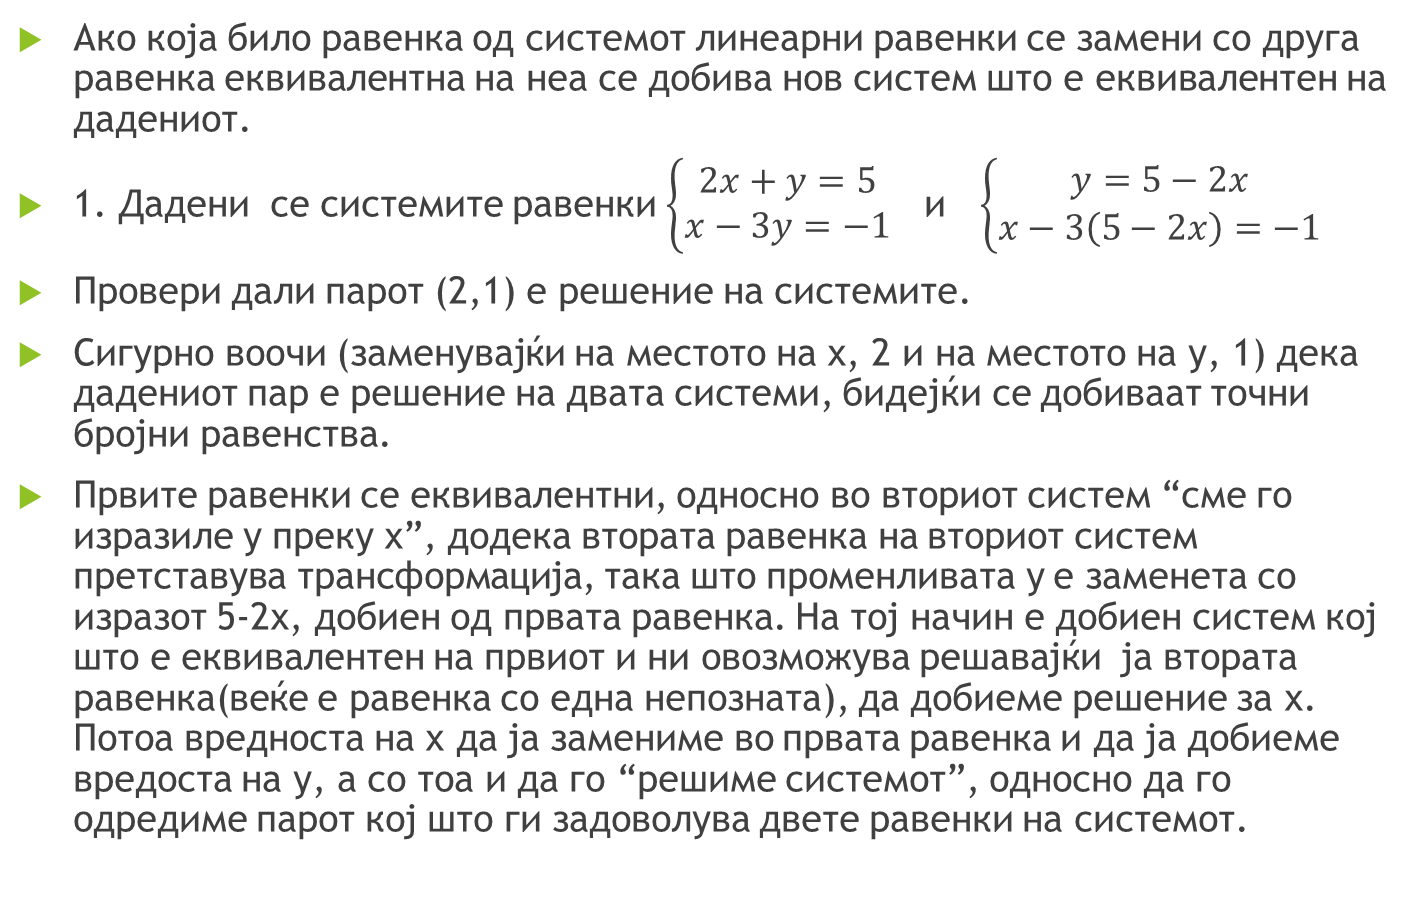 Ако која било равенка од системот линеарни равенки се замени со друга
равенка еквивалентна на неа се добива нов систем што е еквивалентен на
дадениот.
1. Дадени се системите равенки { 2x + y = 5 x − 3y = −1 и { y = 5 − 2x x − 3(5 − 2x) = −1
Провери дали парот (2,1) е решение на системите.
Сигурно воочи (заменувајќи на местото на x, 2 и на местото на y, 1) дека
дадениот пар е решение на двата системи, бидејќи се добиваат точни
бројни равенства.
Првите равенки се еквивалентни, односно во вториот систем “сме го
изразиле y преку x”, додека втората равенка на вториот систем
претставува трансформација, така што променливата y е заменета со
изразот 5-2x, добиен од првата равенка. На тој начин е добиен систем кој
што е еквивалентен на првиот и ни овозможува решавајќи ја втората
равенка(веќе е равенка со една непозната), да добиеме решение за x.
Потоа вредноста на x да ја замениме во првата равенка и да ја добиеме
вредоста на y, а со тоа и да го “решиме системот”, односно да го
одредиме парот кој што ги задоволува двете равенки на системот.